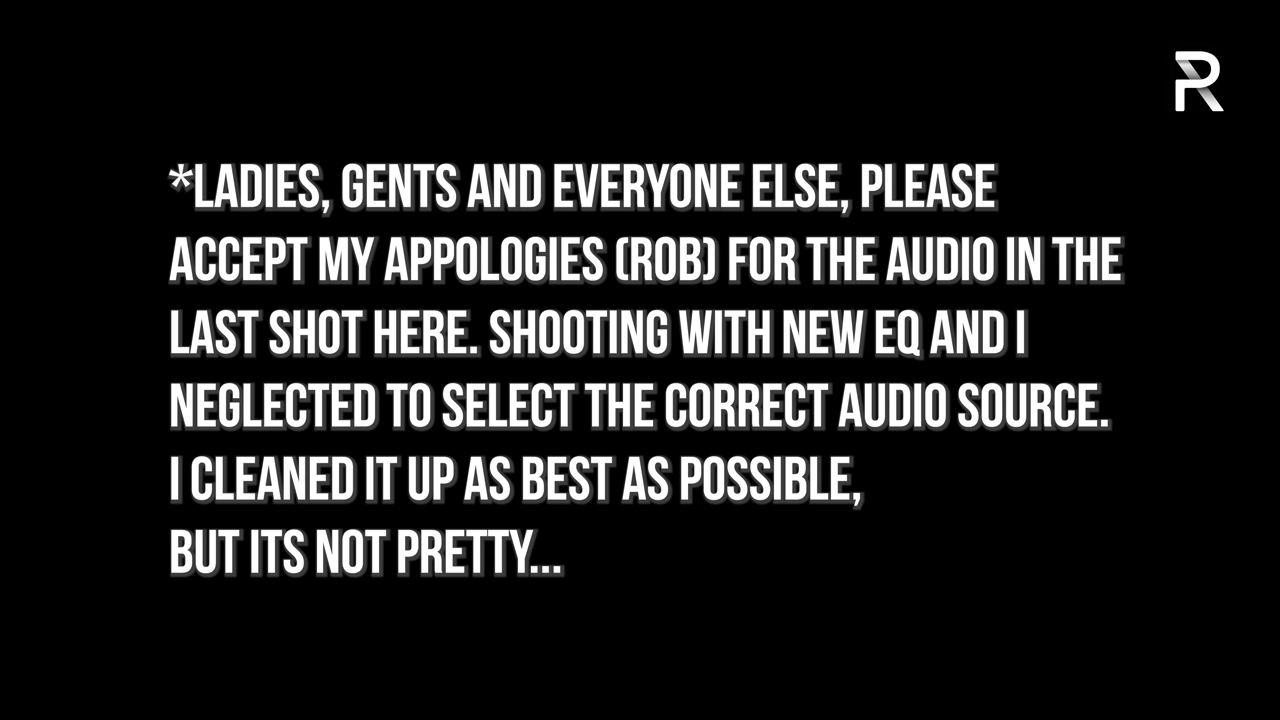 R
*LADIES, GENTS AND EVERYONE ELSE, PLEASE
ACCEPT MY APPOLOGIES (ROB) FOR THE AUDIO IN THE
LAST SHOT HERE. SHOOTING WITH NEW EQ AND I
NEGLECTED TO SELECT THE CORRECT AUDIO SOURCE.
I CLEANED IT UP AS BEST AS POSSIBLE,
BUT ITS NOT PRETTY...